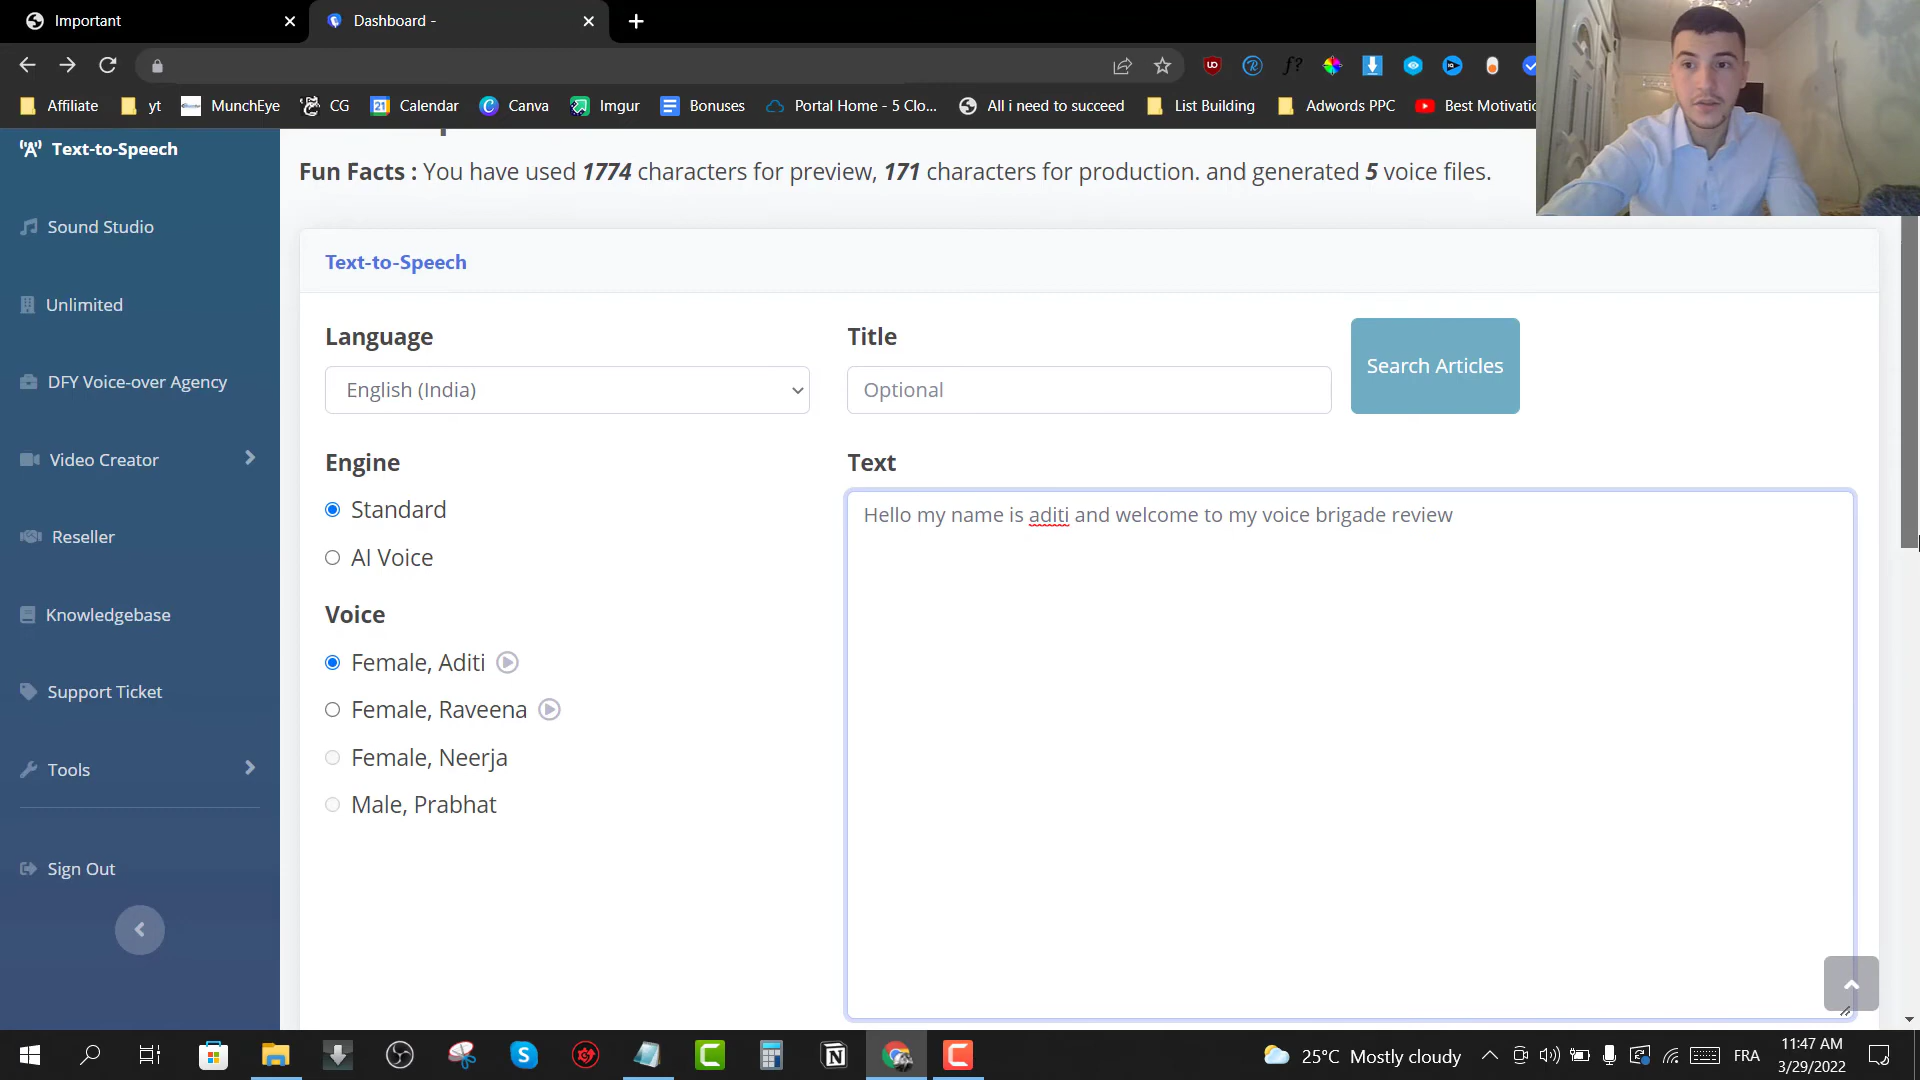 Important
Dashboard -
Affiliate
yt
MunchEye
CG
Calendar
Canva
Imgur
Bonuses
Portal Home - 5 Clo...
All i need to succeed
List Building
Adwords PPC
Best Motivatio
Text-to-Speech
Fun Facts : You have used 1774 characters for preview, 171 characters for production. and generated 5 voice files.
Sound Studio
Unlimited
DFY Voice-over Agency
Video Creator
Reseller
Knowledgebase
Support Ticket
Tools
Sign Out
Text-to-Speech
Language
English (India)
Title
Optional
Search Articles
Engine
Standard
AI Voice
Voice
Female, Aditi
Female, Raveena
Female, Neerja
Male, Prabhat
Text
Hello my name is aditi and welcome to my voice brigade review
25°C Mostly cloudy
FRA
11:47 AM
3/29/2022